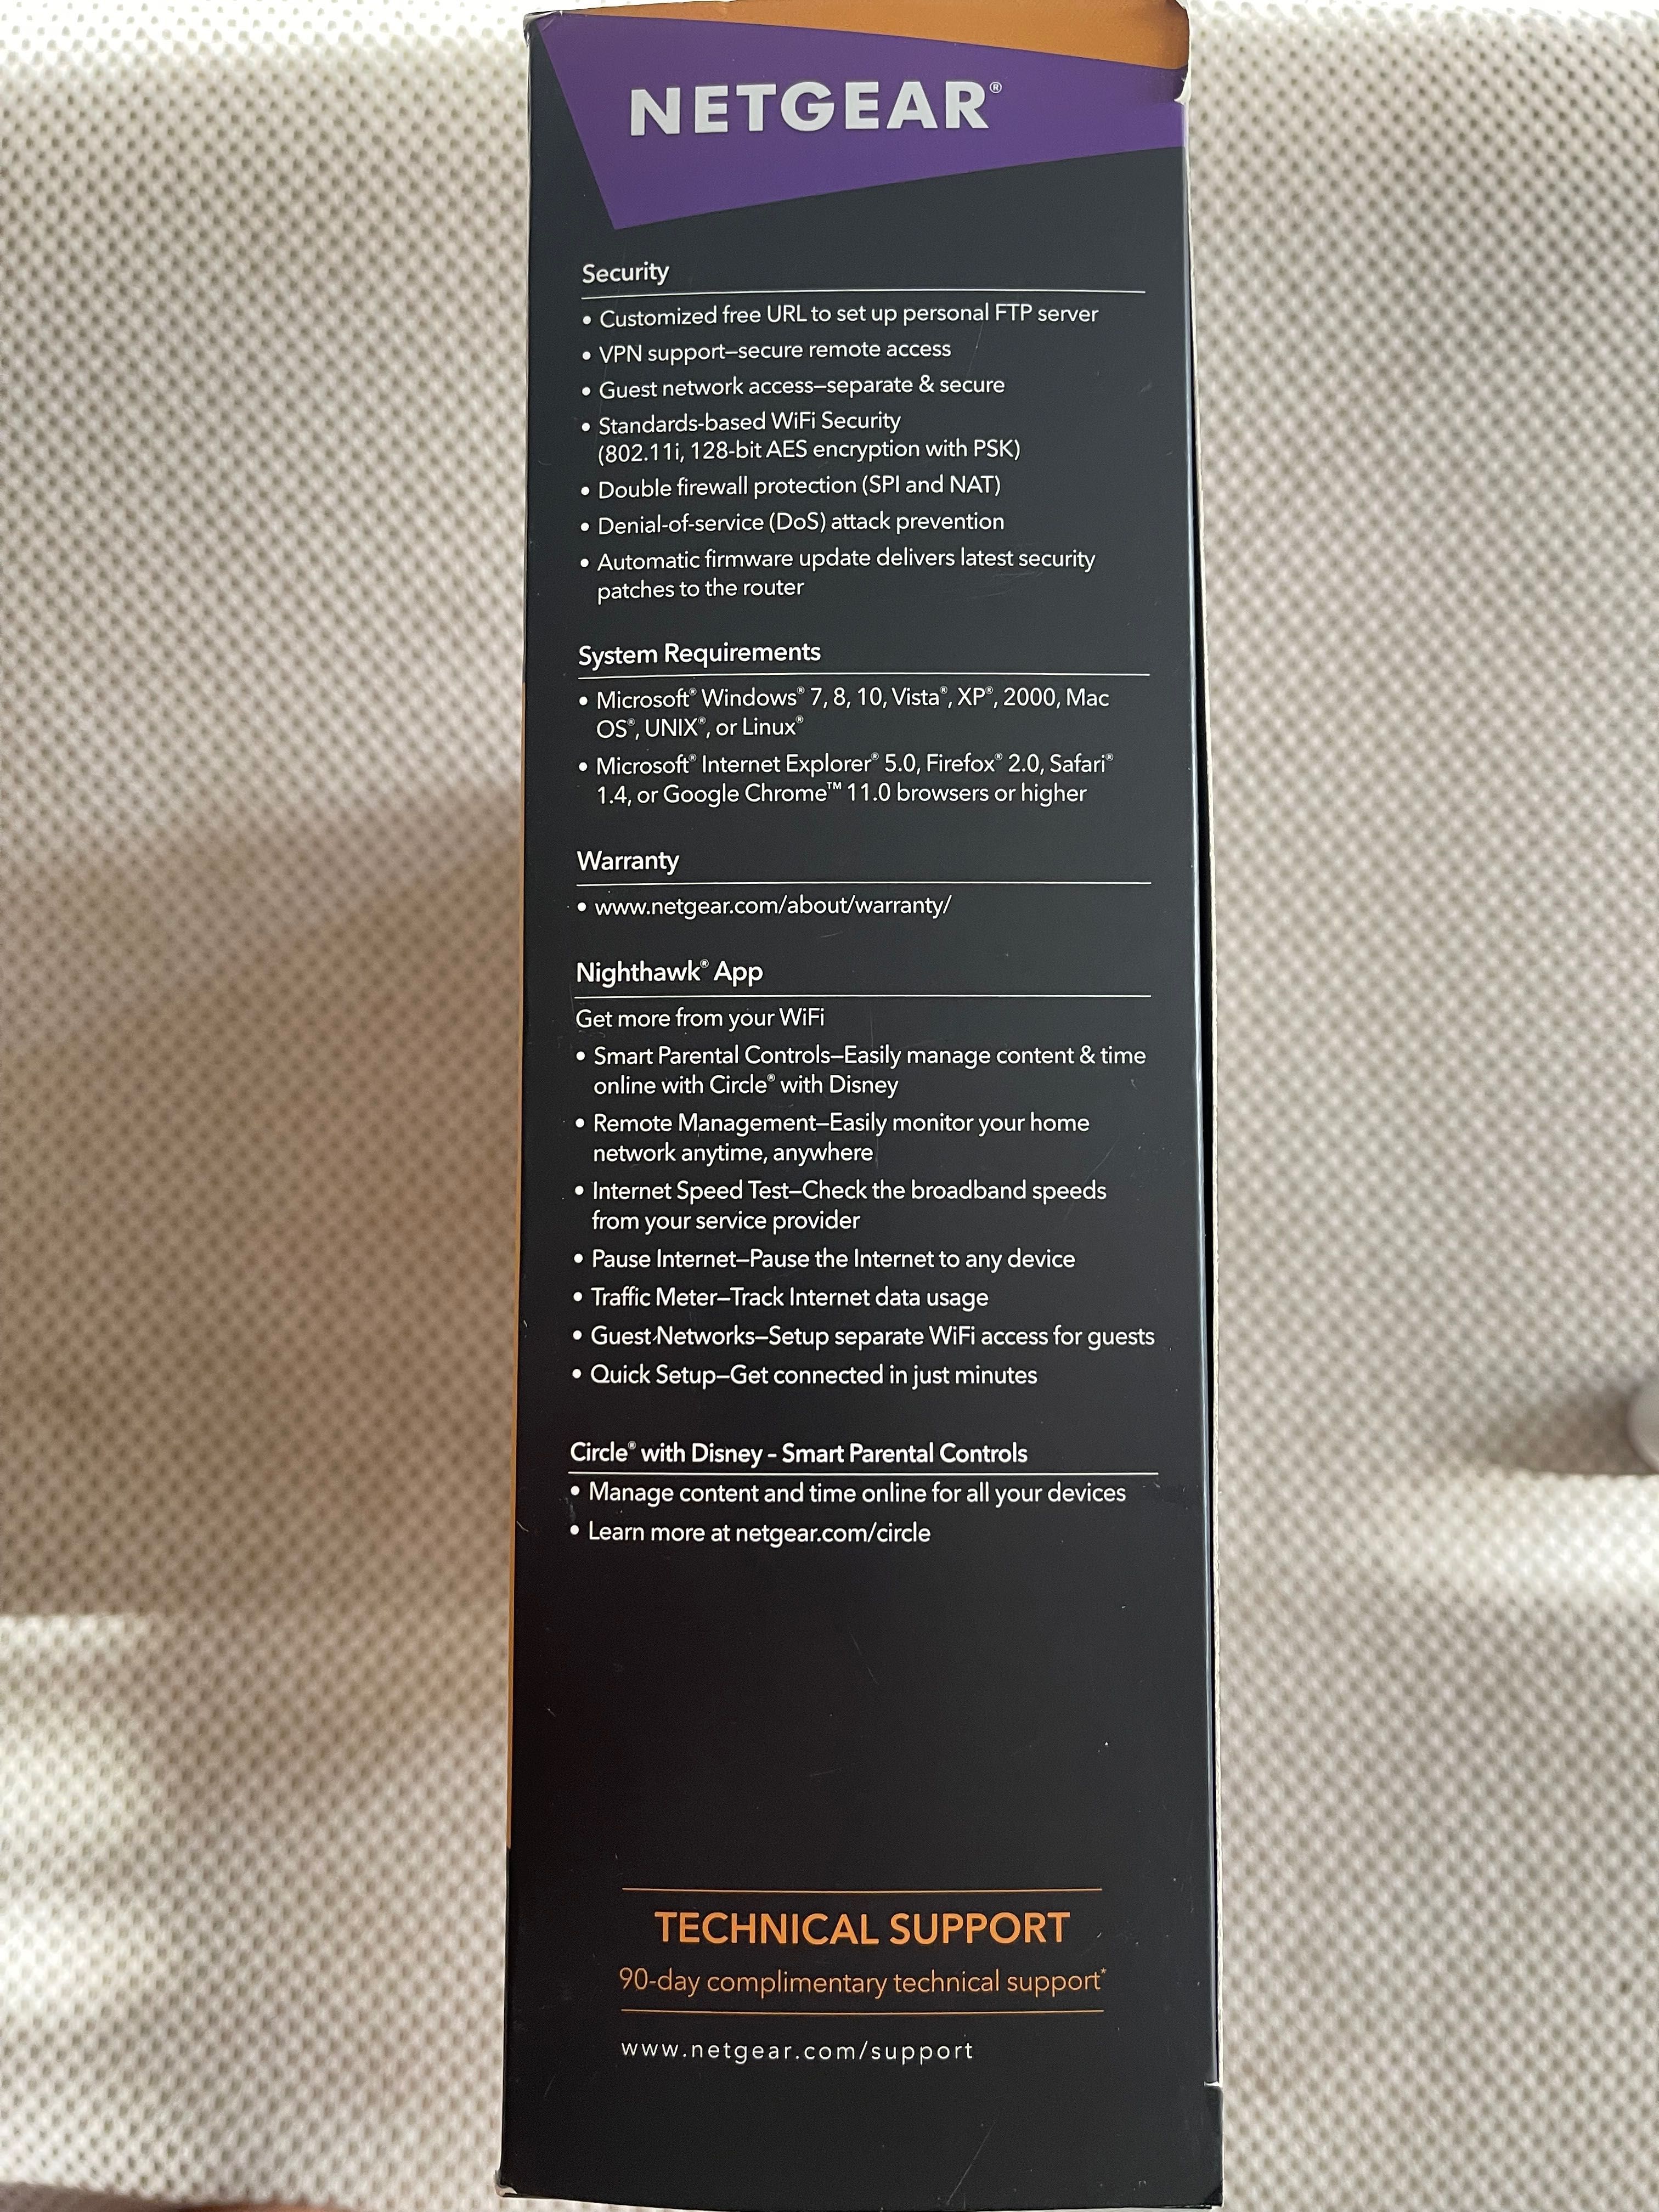 NETGEAR®
Security
• Customized free URL to set up personal FTP server
• VPN support–secure remote access
• Guest network access–separate & secure
• Standards-based WiFi Security
(802.11i, 128-bit AES encryption with PSK)
• Double firewall protection (SPI and NAT)
• Denial-of-service (DoS) attack prevention
• Automatic firmware update delivers latest security
patches to the router
System Requirements
• Microsoft® Windows® 7, 8, 10, Vista®, XP®, 2000, Mac
OS®, UNIX®, or Linux®
• Microsoft® Internet Explorer® 5.0, Firefox® 2.0, Safari®
1.4, or Google Chrome™ 11.0 browsers or higher
Warranty
• www.netgear.com/about/warranty/
Nighthawk® App
Get more from your WiFi
• Smart Parental Controls–Easily manage content & time
online with Circle® with Disney
• Remote Management–Easily monitor your home
network anytime, anywhere
• Internet Speed Test–Check the broadband speeds
from your service provider
• Pause Internet–Pause the Internet to any device
• Traffic Meter–Track Internet data usage
• Guest Networks–Setup separate WiFi access for guests
• Quick Setup–Get connected in just minutes
Circle® with Disney - Smart Parental Controls
• Manage content and time online for all your devices
• Learn more at netgear.com/circle
TECHNICAL SUPPORT
90-day complimentary technical support*
www.netgear.com/support